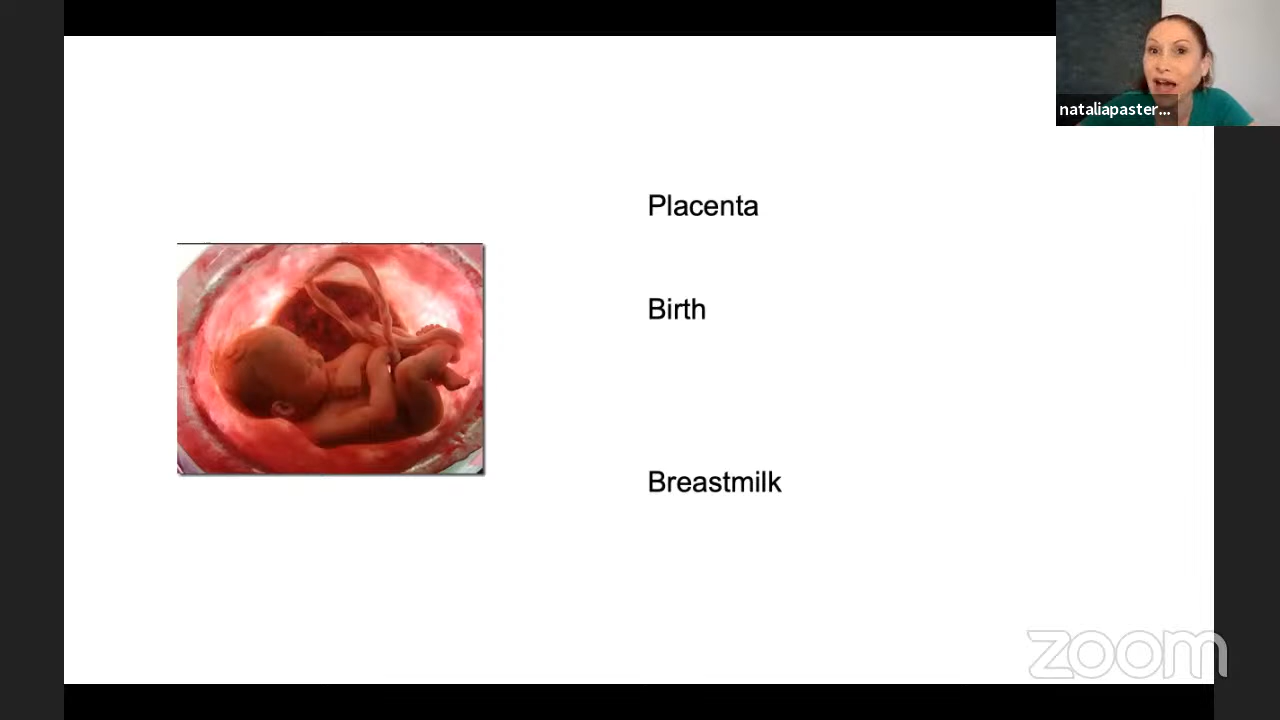 nataliapaster...
Placenta
Birth
Breastmilk
zoom